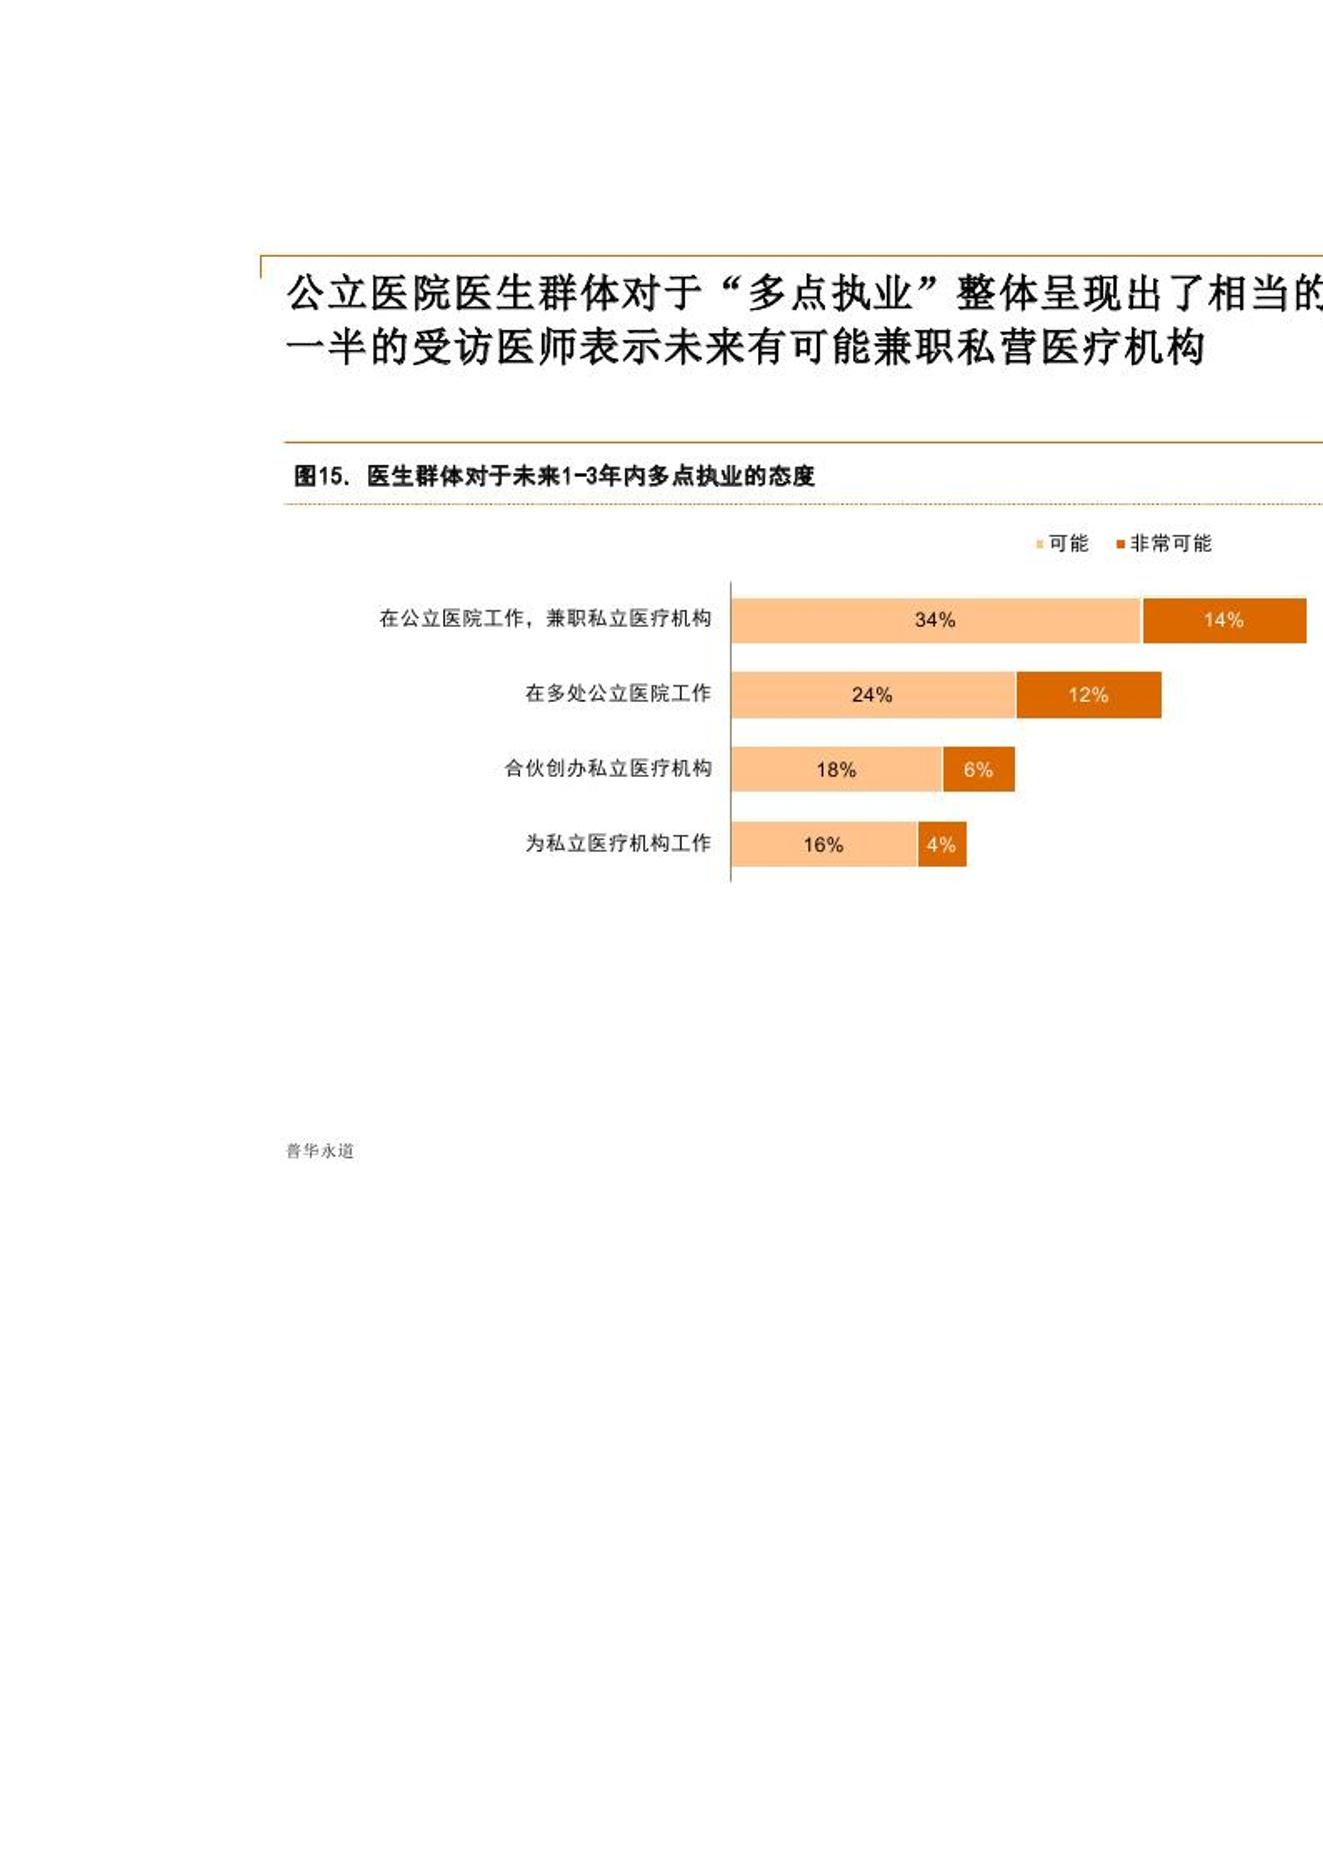 公立医院医生群体对于“多点执业”整体呈现出了相当的
一半的受访医师表示未来有可能兼职私营医疗机构
图15. 医生群体对于未来1-3年内多点执业的态度
可能 非常可能
在公立医院工作，兼职私立医疗机构 34% 14%
在多处公立医院工作 24% 12%
合伙创办私立医疗机构 18% 6%
为私立医疗机构工作 16% 4%
普华永道